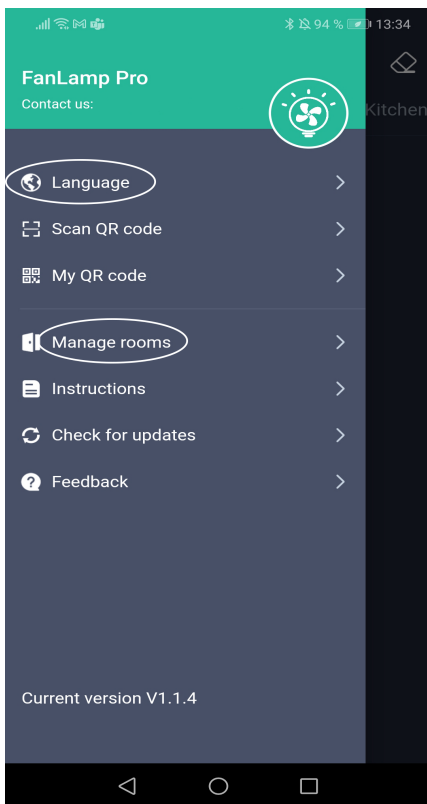 94 % 13:34
FanLamp Pro
Contact us:
Kitchen
Language
Scan QR code
My QR code
Manage rooms
Instructions
Check for updates
Feedback
Current version V1.1.4